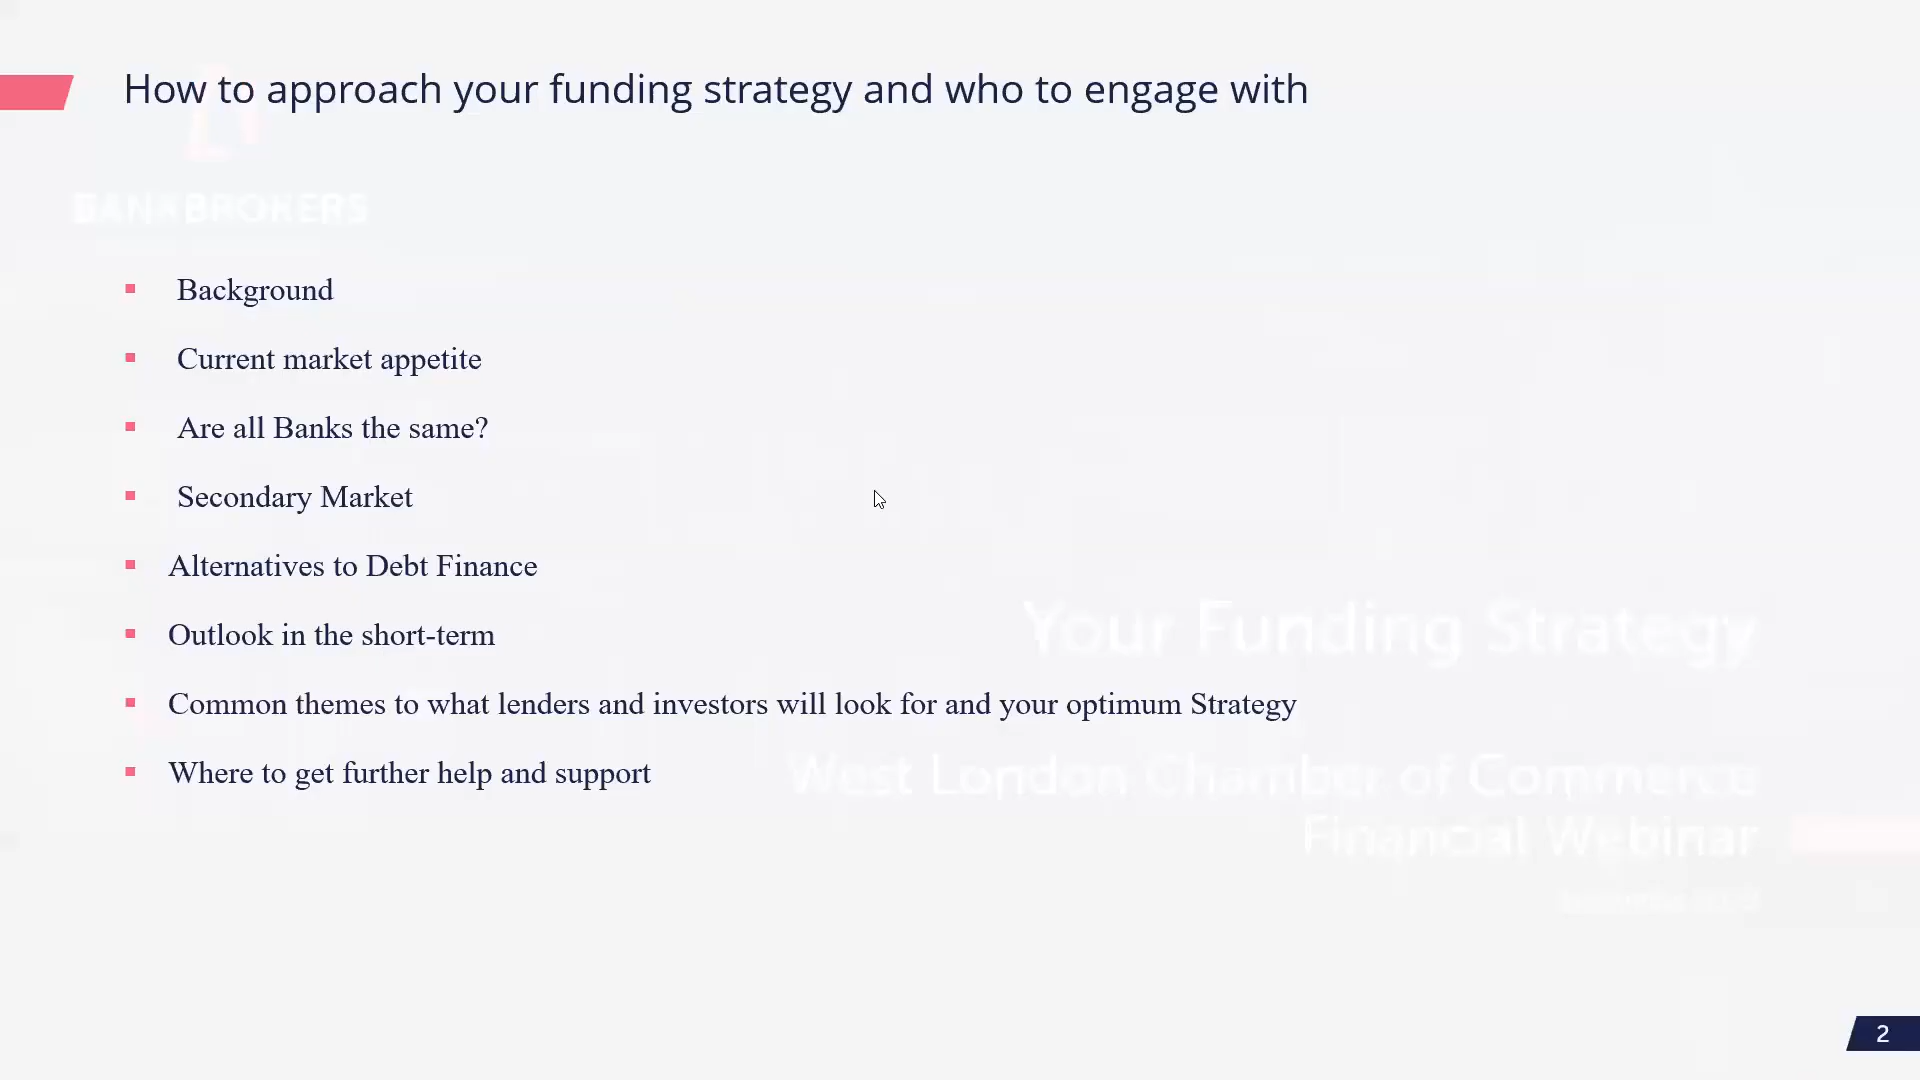 How to approach your funding strategy and who to engage with
BANKBROKERS
Background
Current market appetite
Are all Banks the same?
Secondary Market
Alternatives to Debt Finance
Outlook in the short-term
Your Funding Strategy
Common themes to what lenders and investors will look for and your optimum Strategy
Where to get further help and support
West London Chamber of Commerce
Financial Webinar
2